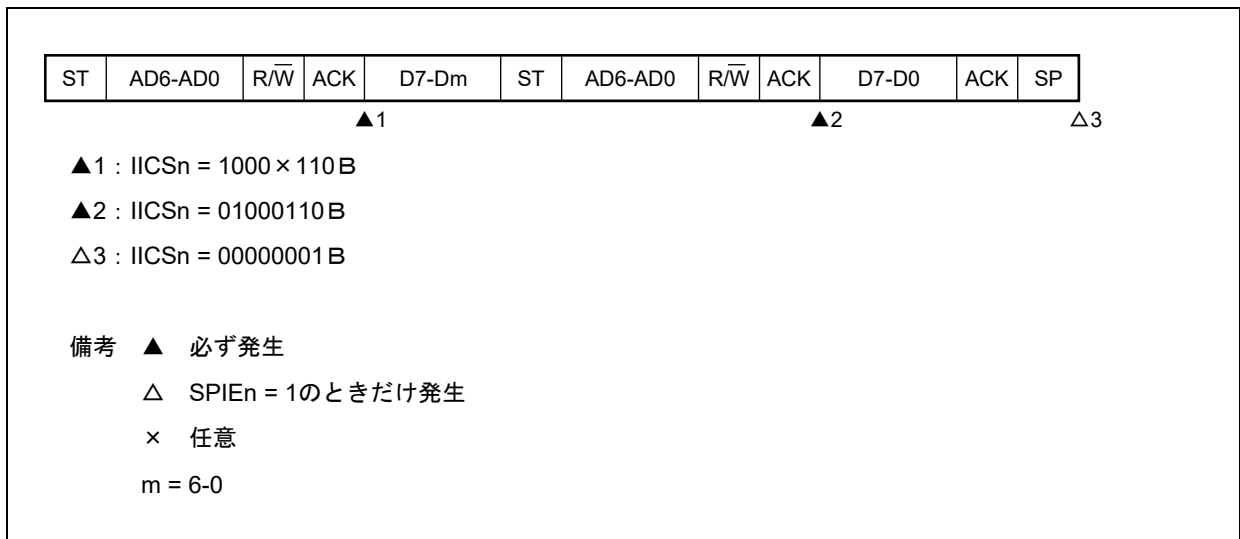 ST AD6-AD0 R/W̅ ACK D7-Dm ST AD6-AD0 R/W̅ ACK D7-D0 ACK SP
▲1 ▲2 △3
▲1：IICSn = 1000×110B
▲2：IICSn = 01000110B
△3：IICSn = 00000001B
備考 ▲ 必ず発生
△ SPIEn = 1のときだけ発生
× 任意
m = 6-0